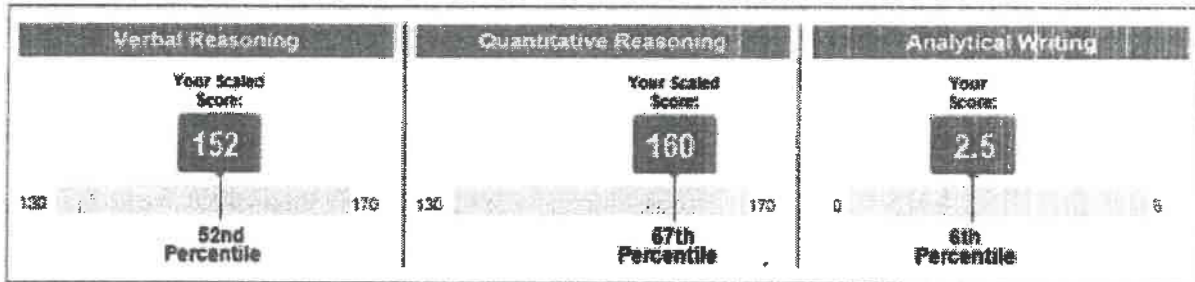 Verbal Reasoning
Your Scaled
Score:
152
130
170
52nd
Percentile
Quantitative Reasoning
Your Scaled
Score:
160
130
170
67th
Percentile
Analytical Writing
Your
Score:
2.5
0
6
6th
Percentile